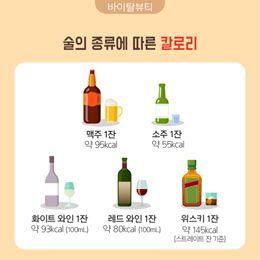 바이탈뷰티
술의 종류에 따른 칼로리
맥주 1잔
약 95kcal
소주 1잔
약 55kcal
화이트 와인 1잔
약 93kcal (100mL)
레드 와인 1잔
약 80kcal (100mL)
위스키 1잔
약 145kcal
(스트레이트 잔 기준)